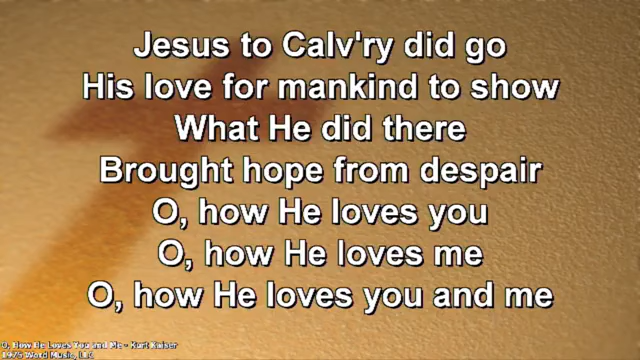 Jesus to Calv'ry did go
His love for mankind to show
What He did there
Brought hope from despair
O, how He loves you
O, how He loves me
O, how He loves you and me
O, How He Loves You and Me - Kurt Kaiser
1975 Word Music, LLC